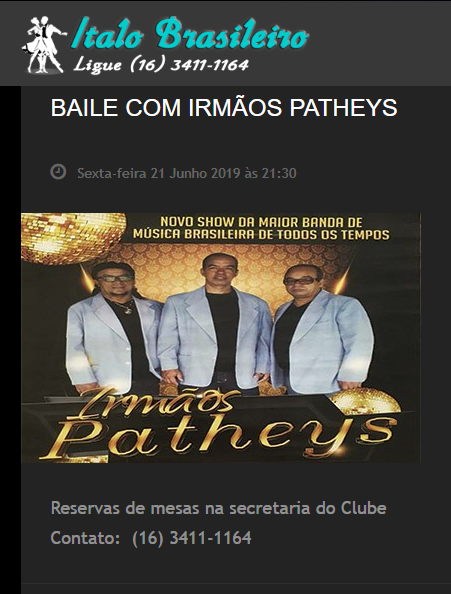 Italo Brasileiro
Ligue (16) 3411-1164
BAILE COM IRMÃOS PATHEYS
Sexta-feira 21 Junho 2019 às 21:30
NOVO SHOW DA MAIOR BANDA DE
MÚSICA BRASILEIRA DE TODOS OS TEMPOS
Irmãos
Patheys
Reservas de mesas na secretaria do Clube
Contato: (16) 3411-1164